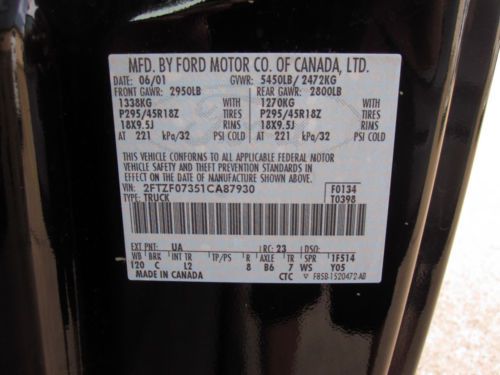 MFD. BY FORD MOTOR CO. OF CANADA, LTD.
DATE: 06/01 GVWR: 5450LB/ 2472KG
FRONT GAWR: 2950LB REAR GAWR: 2800LB
1338KG WITH 1270KG WITH
P295/45R18Z TIRES P295/45R18Z TIRES
18X9.5J RIMS 18X9.5J RIMS
AT 221 kPa/32 PSI COLD AT 221 kPa/32 PSI COLD
THIS VEHICLE CONFORMS TO ALL APPLICABLE FEDERAL MOTOR
VEHICLE SAFETY AND THEFT PREVENTION STANDARDS
IN EFFECT ON THE DATE OF MANUFACTURE SHOWN ABOVE.
VIN: 2FTZF07351CA87930 F0134
TYPE: TRUCK T0398
EXT PNT: UA RC: 23 DSO:
WB BRK INT TR TP/PS R AXLE TR SPR 1F514
120 C L2 8 B6 7 WS Y05
MADE IN CANADA CTC F85B-1520472-AB